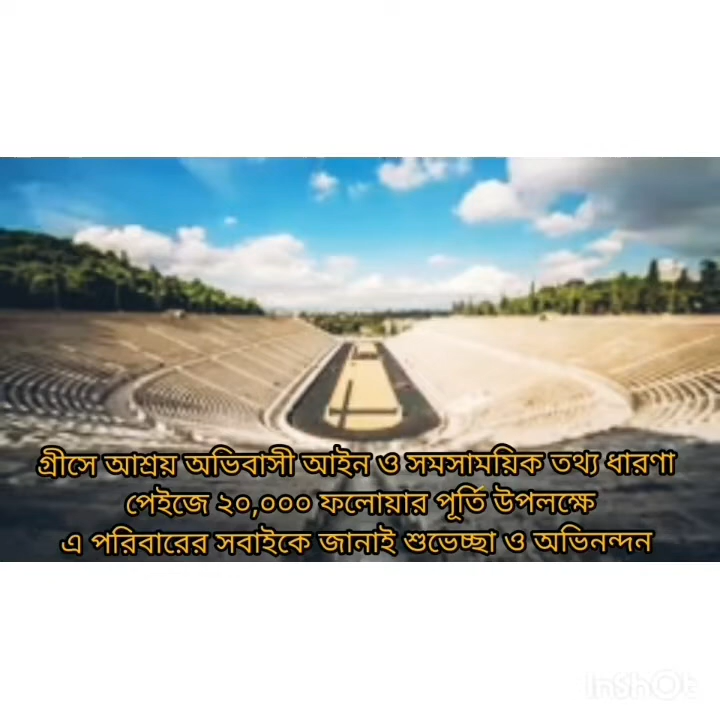 গ্রীসে আশ্রয় অভিবাসী আইন ও সমসাময়িক তথ্য ধারণা
পেইজে ২০,০০০ ফলোয়ার পূর্তি উপলক্ষে
এ পরিবারের সবাইকে জানাই শুভেচ্ছা ও অভিনন্দন
InShOt